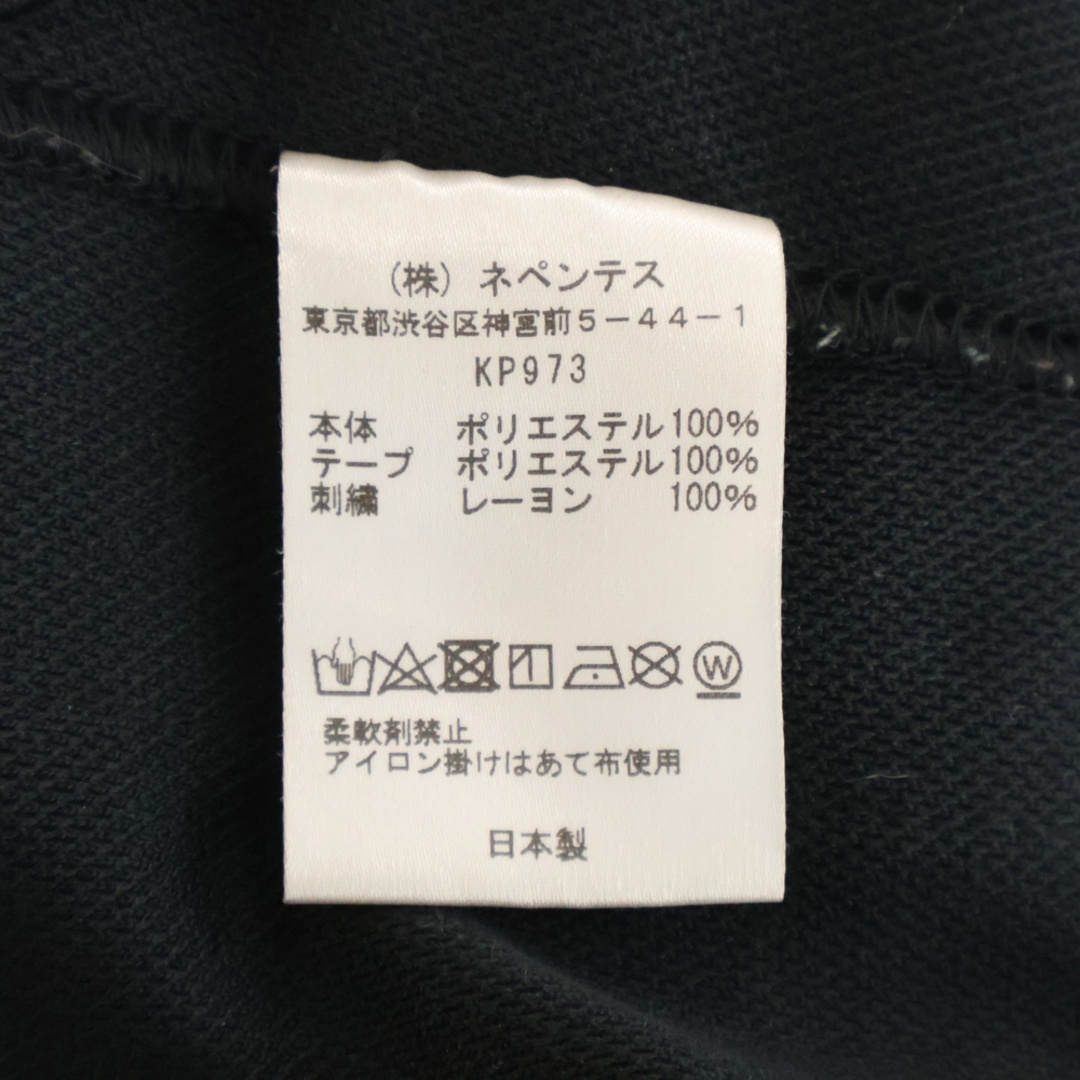 (株) ネペンテス
東京都渋谷区神宮前5-44-1
KP973
本体 ポリエステル100%
テープ ポリエステル100%
刺繍 レーヨン 100%
W
柔軟剤禁止
アイロン掛けはあて布使用
日本製